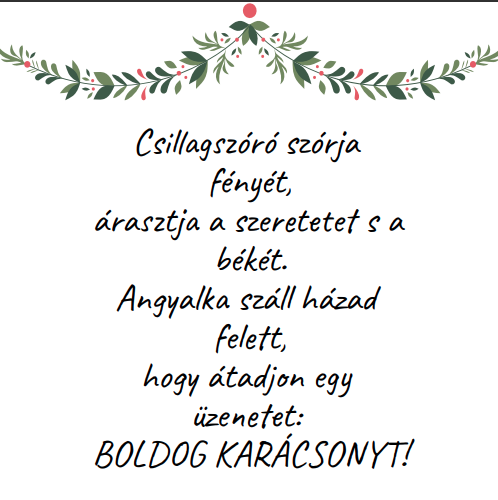 Csillagszóró szórja
fényét,
árasztja a szeretetet s a
békét.
Angyalka száll házad
felett,
hogy átadjon egy
üzenetet:
BOLDOG KARÁCSONYT!